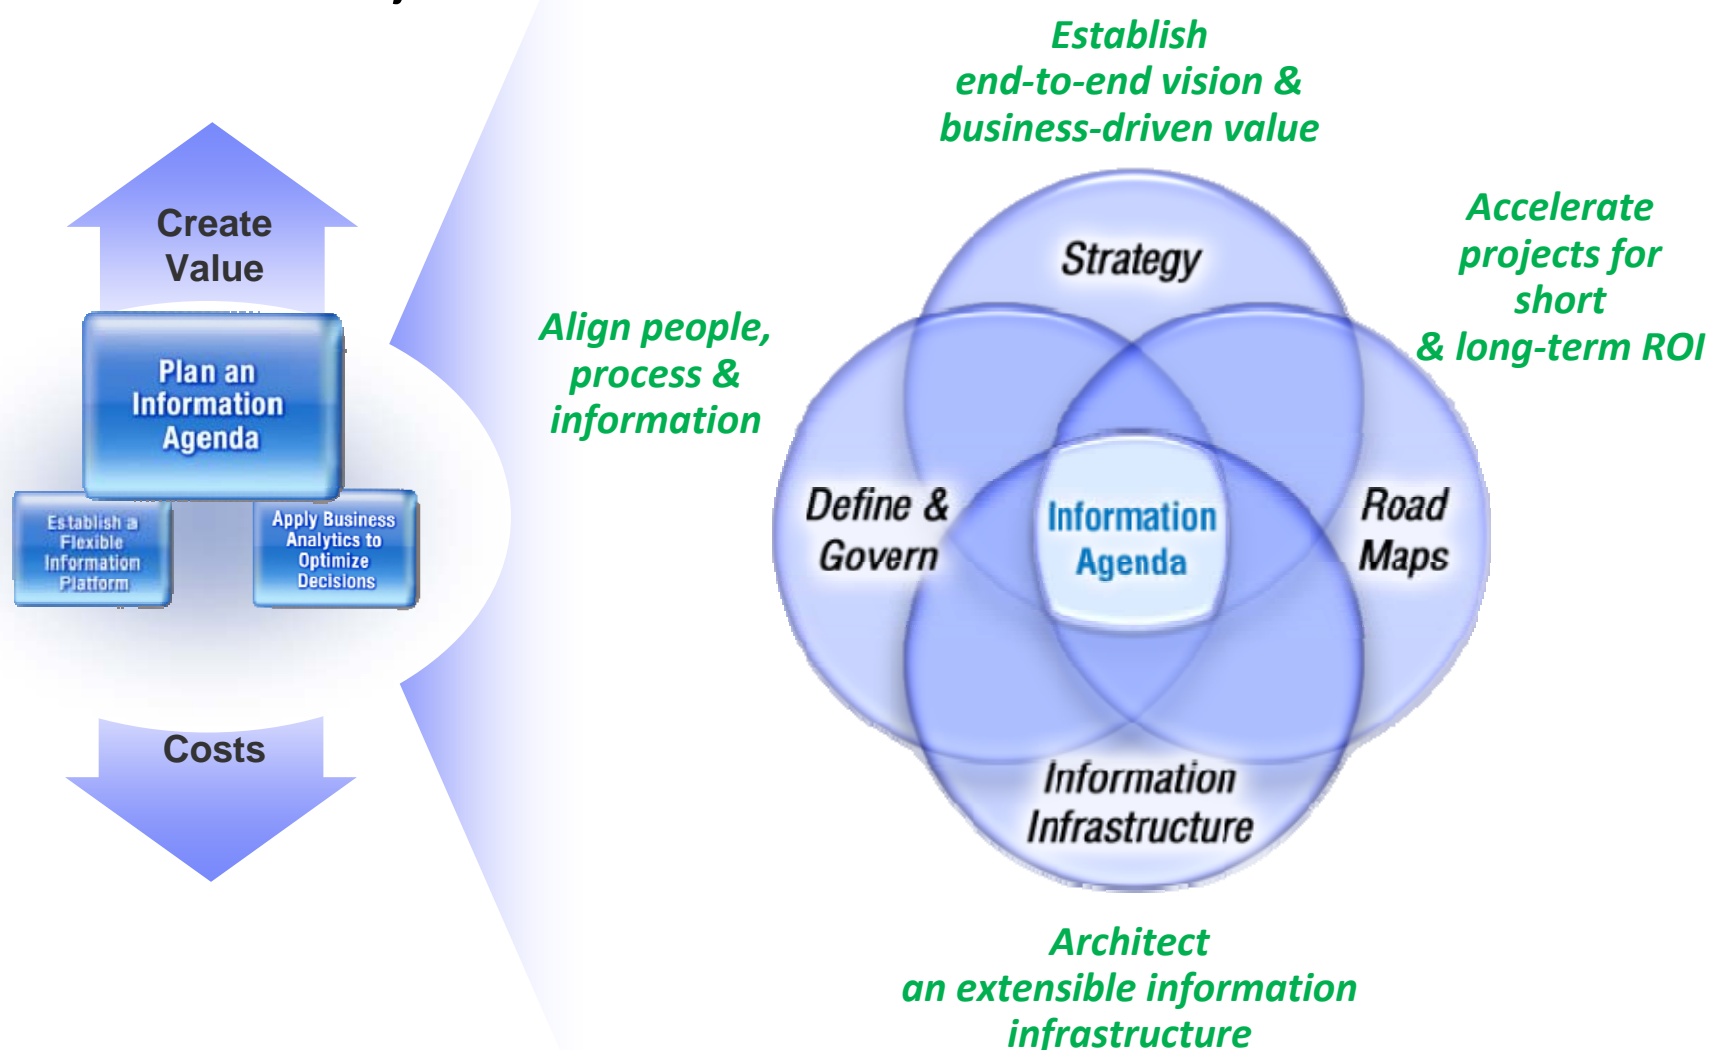 Create
Value
Plan an
Information
Agenda
Establish a
Flexible
Information
Platform
Apply Business
Analytics to
Optimize
Decisions
Costs
Establish
end-to-end vision &
business-driven value
Accelerate
projects for
short
& long-term ROI
Align people,
process &
information
Strategy
Define &
Govern
Information
Agenda
Road
Maps
Information
Infrastructure
Architect
an extensible information
infrastructure